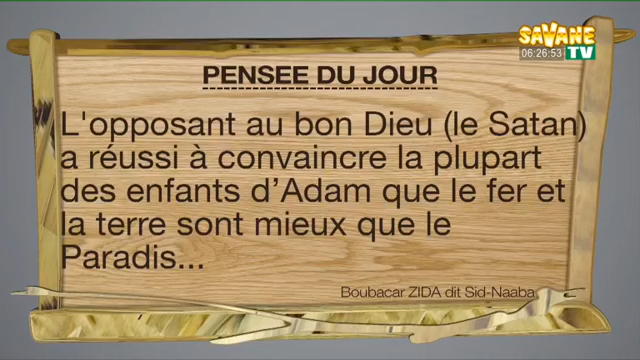 SAVANE
TV
06:26:53
PENSEE DU JOUR
L'opposant au bon Dieu (le Satan)
a réussi à convaincre la plupart
des enfants d’Adam que le fer et
la terre sont mieux que le
Paradis...
Boubacar ZIDA dit Sid-Naaba